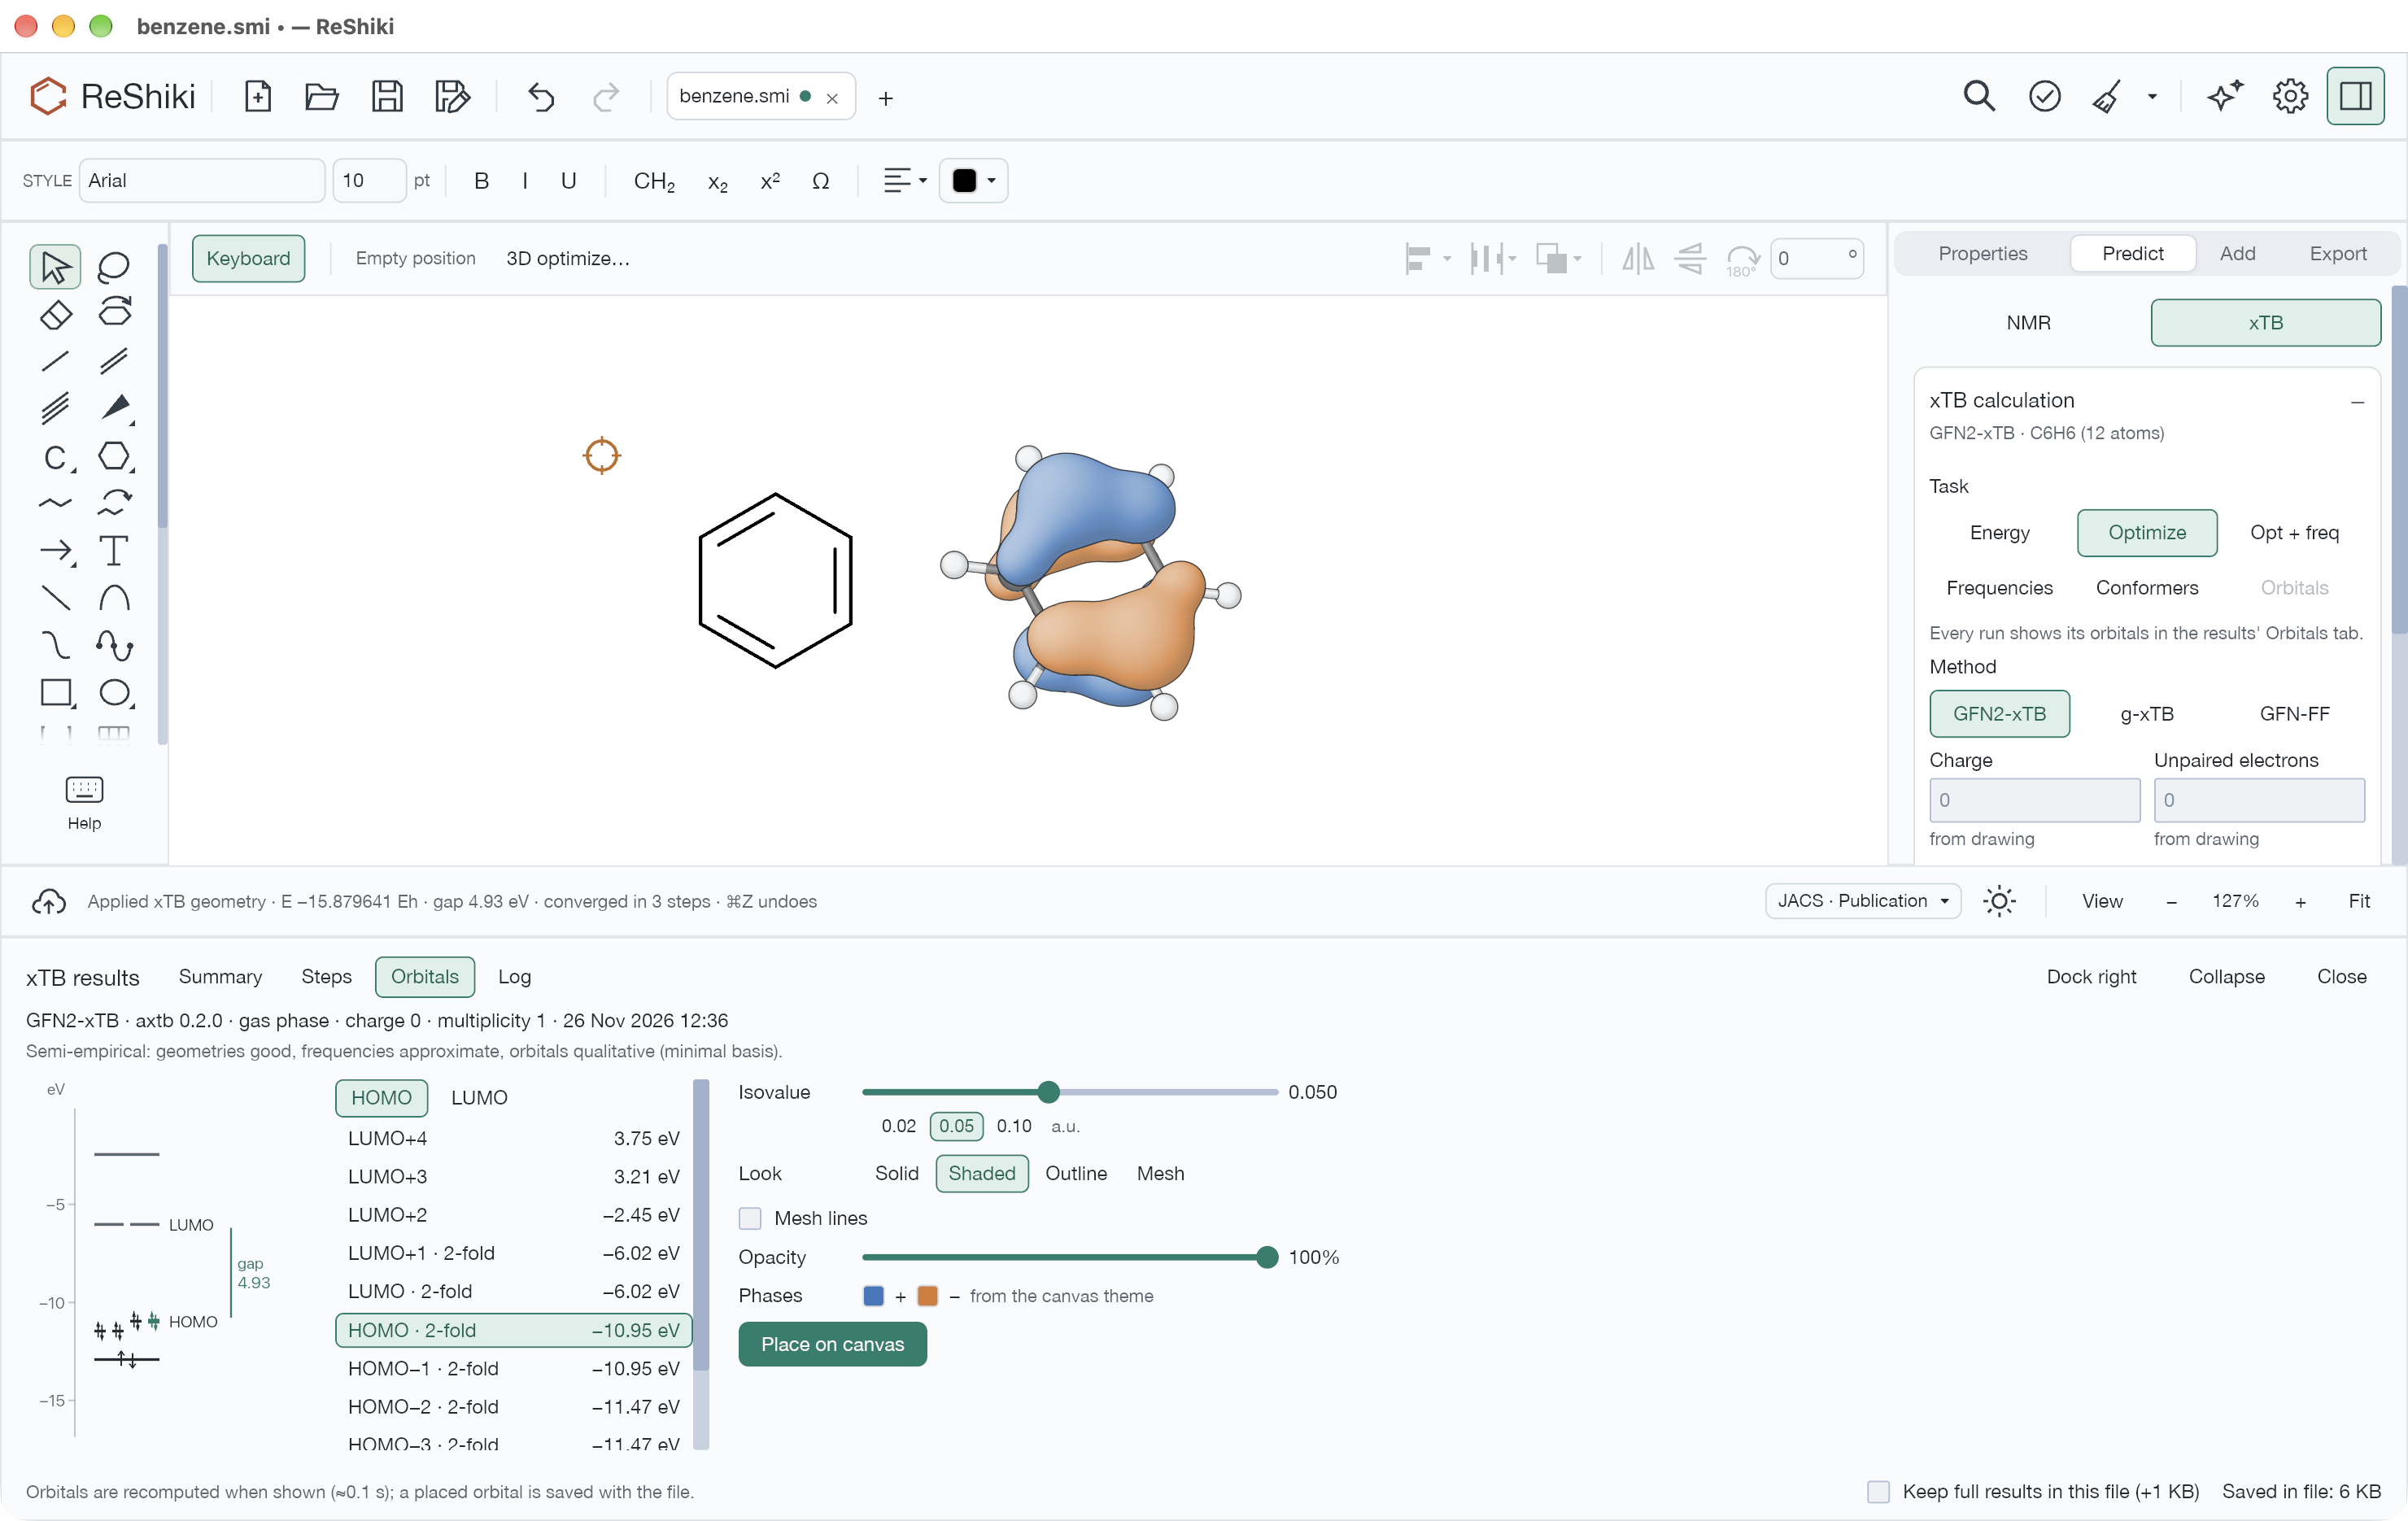 benzene.smi • — ReShiki
ReShiki
benzene.smi
STYLE Arial 10 pt B I U CH₂ x₂ x² Ω
Keyboard Empty position 3D optimize… 180° 0 °
Properties Predict Add Export
NMR xTB
xTB calculation
GFN2-xTB · C6H6 (12 atoms)
Task
Energy Optimize Opt + freq
Frequencies Conformers Orbitals
Every run shows its orbitals in the results' Orbitals tab.
Method
GFN2-xTB g-xTB GFN-FF
Charge Unpaired electrons
0 0
from drawing from drawing
C
T
Help
Applied xTB geometry · E −15.879641 Eh · gap 4.93 eV · converged in 3 steps · ⌘Z undoes
JACS · Publication View − 127% + Fit
xTB results Summary Steps Orbitals Log Dock right Collapse Close
GFN2-xTB · axtb 0.2.0 · gas phase · charge 0 · multiplicity 1 · 26 Nov 2026 12:36
Semi-empirical: geometries good, frequencies approximate, orbitals qualitative (minimal basis).
eV
−5
−10
−15
LUMO
gap
4.93
HOMO
HOMO LUMO
LUMO+4 3.75 eV
LUMO+3 3.21 eV
LUMO+2 −2.45 eV
LUMO+1 · 2-fold −6.02 eV
LUMO · 2-fold −6.02 eV
HOMO · 2-fold −10.95 eV
HOMO−1 · 2-fold −10.95 eV
HOMO−2 · 2-fold −11.47 eV
HOMO−3 · 2-fold −11.47 eV
Isovalue 0.050
0.02 0.05 0.10 a.u.
Look Solid Shaded Outline Mesh
Mesh lines
Opacity 100%
Phases + − from the canvas theme
Place on canvas
Orbitals are recomputed when shown (≈0.1 s); a placed orbital is saved with the file.
Keep full results in this file (+1 KB) Saved in file: 6 KB